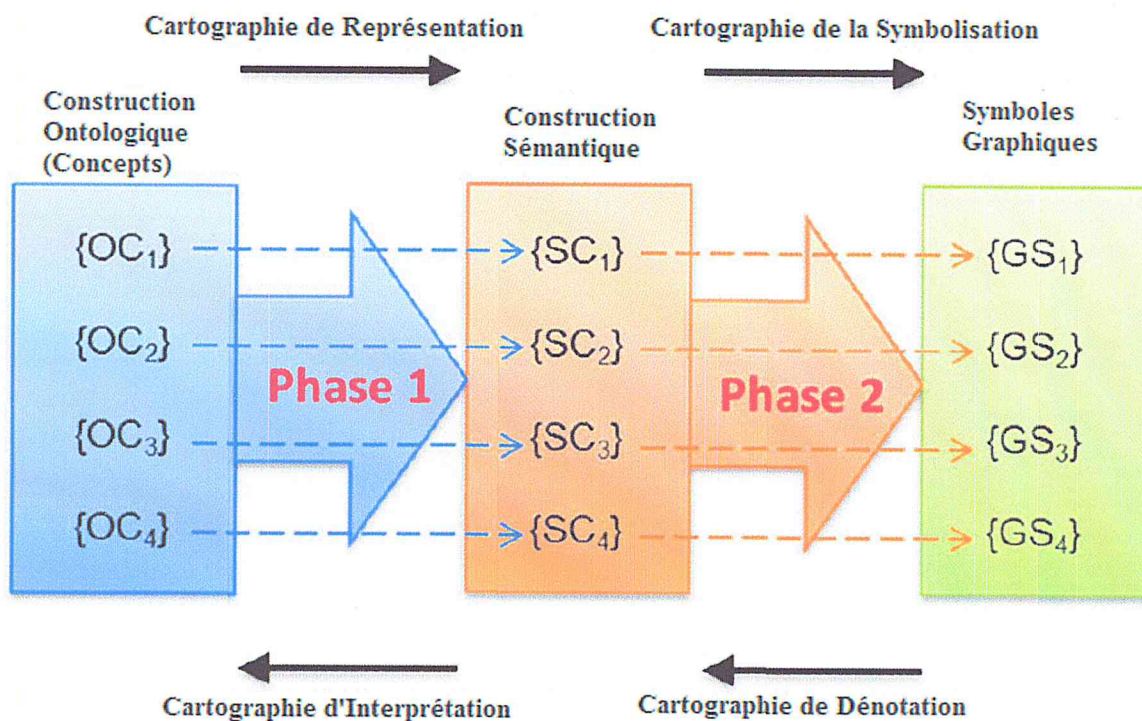 Cartographie de Représentation
Cartographie de la Symbolisation
Construction
Ontologique
(Concepts)
Construction
Sémantique
Symboles
Graphiques
{OC₁}
{SC₁}
{GS₁}
{OC₂}
{SC₂}
{GS₂}
Phase 1
Phase 2
{OC₃}
{SC₃}
{GS₃}
{OC₄}
{SC₄}
{GS₄}
Cartographie d'Interprétation
Cartographie de Dénotation